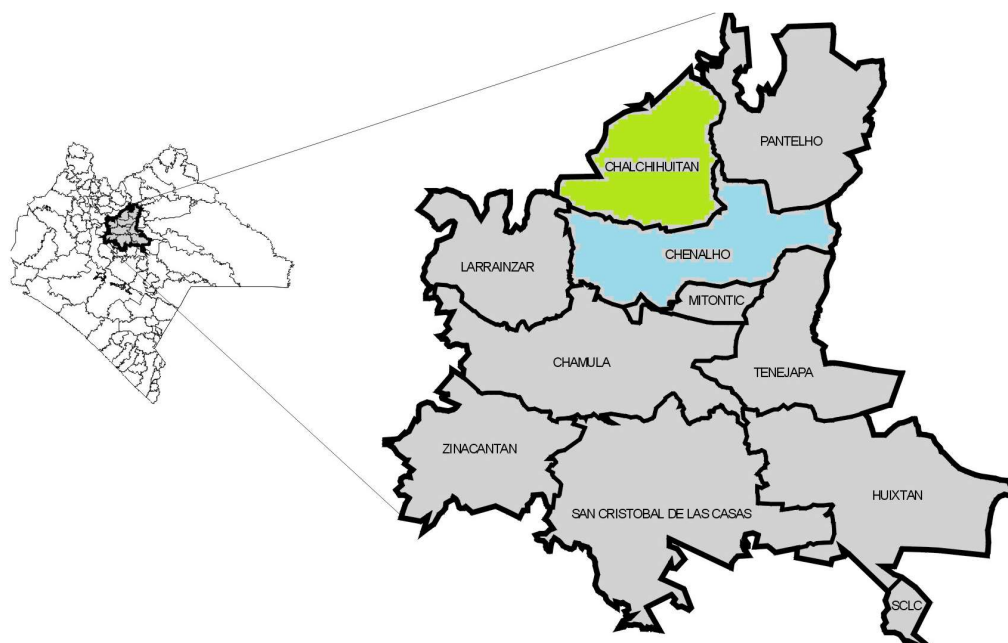 PANTELHO
CHALCHIHUITAN
CHENALHO
LARRAINZAR
MITONTIC
CHAMULA
TENEJAPA
ZINACANTAN
HUIXTAN
SAN CRISTOBAL DE LAS CASAS
SCLC